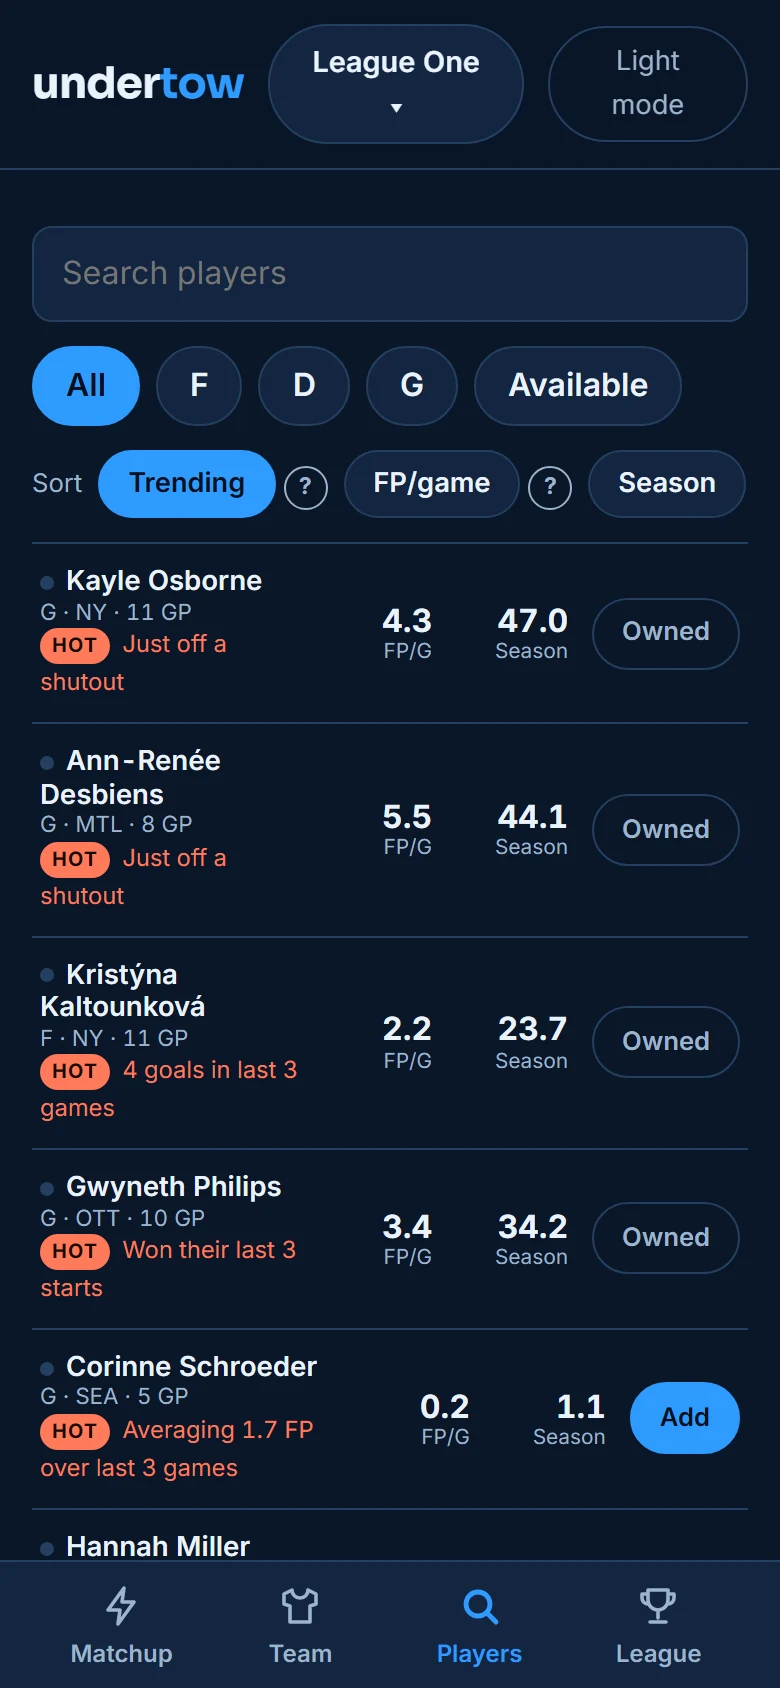 undertow
League One
Light
mode
Search players
All
F
D
G
Available
Sort
Trending
?
FP/game
?
Season
Kayle Osborne
G · NY · 11 GP
HOT Just off a
shutout
4.3
FP/G
47.0
Season
Owned
Ann-Renée
Desbiens
G · MTL · 8 GP
HOT Just off a
shutout
5.5
FP/G
44.1
Season
Owned
Kristýna
Kaltounková
F · NY · 11 GP
HOT 4 goals in last 3
games
2.2
FP/G
23.7
Season
Owned
Gwyneth Philips
G · OTT · 10 GP
HOT Won their last 3
starts
3.4
FP/G
34.2
Season
Owned
Corinne Schroeder
G · SEA · 5 GP
HOT Averaging 1.7 FP
over last 3 games
0.2
FP/G
1.1
Season
Add
Hannah Miller
Matchup
Team
Players
League